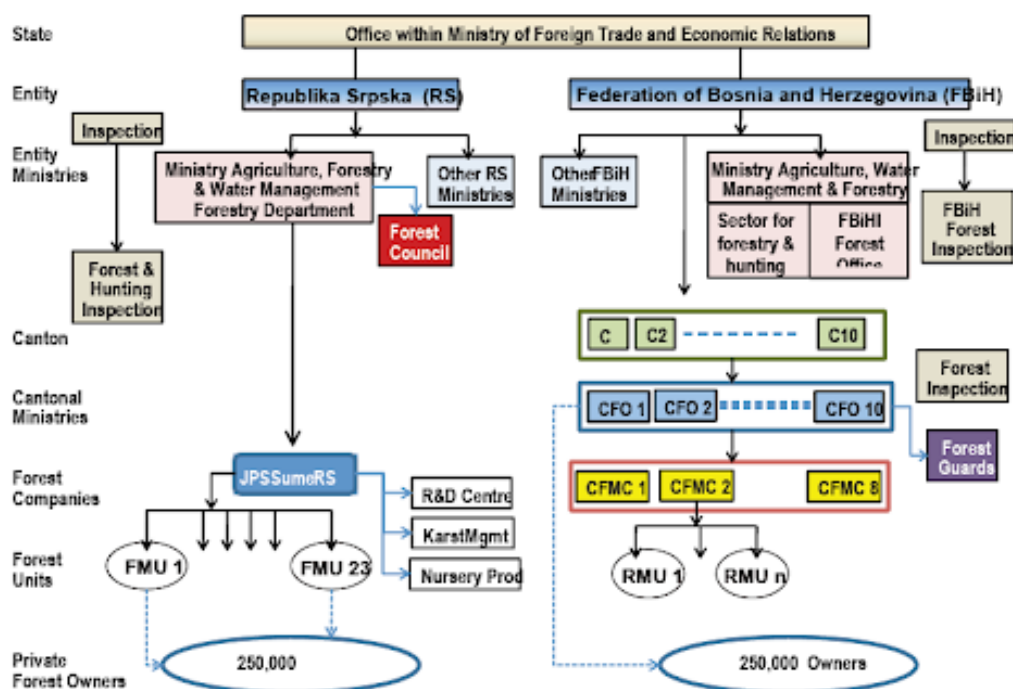 State
Office within Ministry of Foreign Trade and Economic Relations
Entity
Republika Srpska (RS)
Federation of Bosnia and Herzegovina (FBiH)
Inspection
Inspection
Entity
Ministries
Ministry Agriculture, Forestry
& Water Management
Forestry Department
Other RS
Ministries
OtherFBiH
Ministries
Ministry Agriculture, Water
Management & Forestry
Forest
Council
Sector for
forestry &
hunting
FBiHI
Forest
Office
FBiH
Forest
Inspection
Forest &
Hunting
Inspection
Canton
C
C2
C10
Forest
Inspection
Cantonal
Ministries
CFO 1
CFO 2
CFO 10
Forest
Guards
Forest
Companies
JPSSumeRS
R&D Centre
CFMC 1
CFMC 2
CFMC 8
KarstMgmt
Forest
Units
FMU 1
FMU 23
Nursery Prod
RMU 1
RMU n
Private
Forest Owners
250,000
250,000 Owners